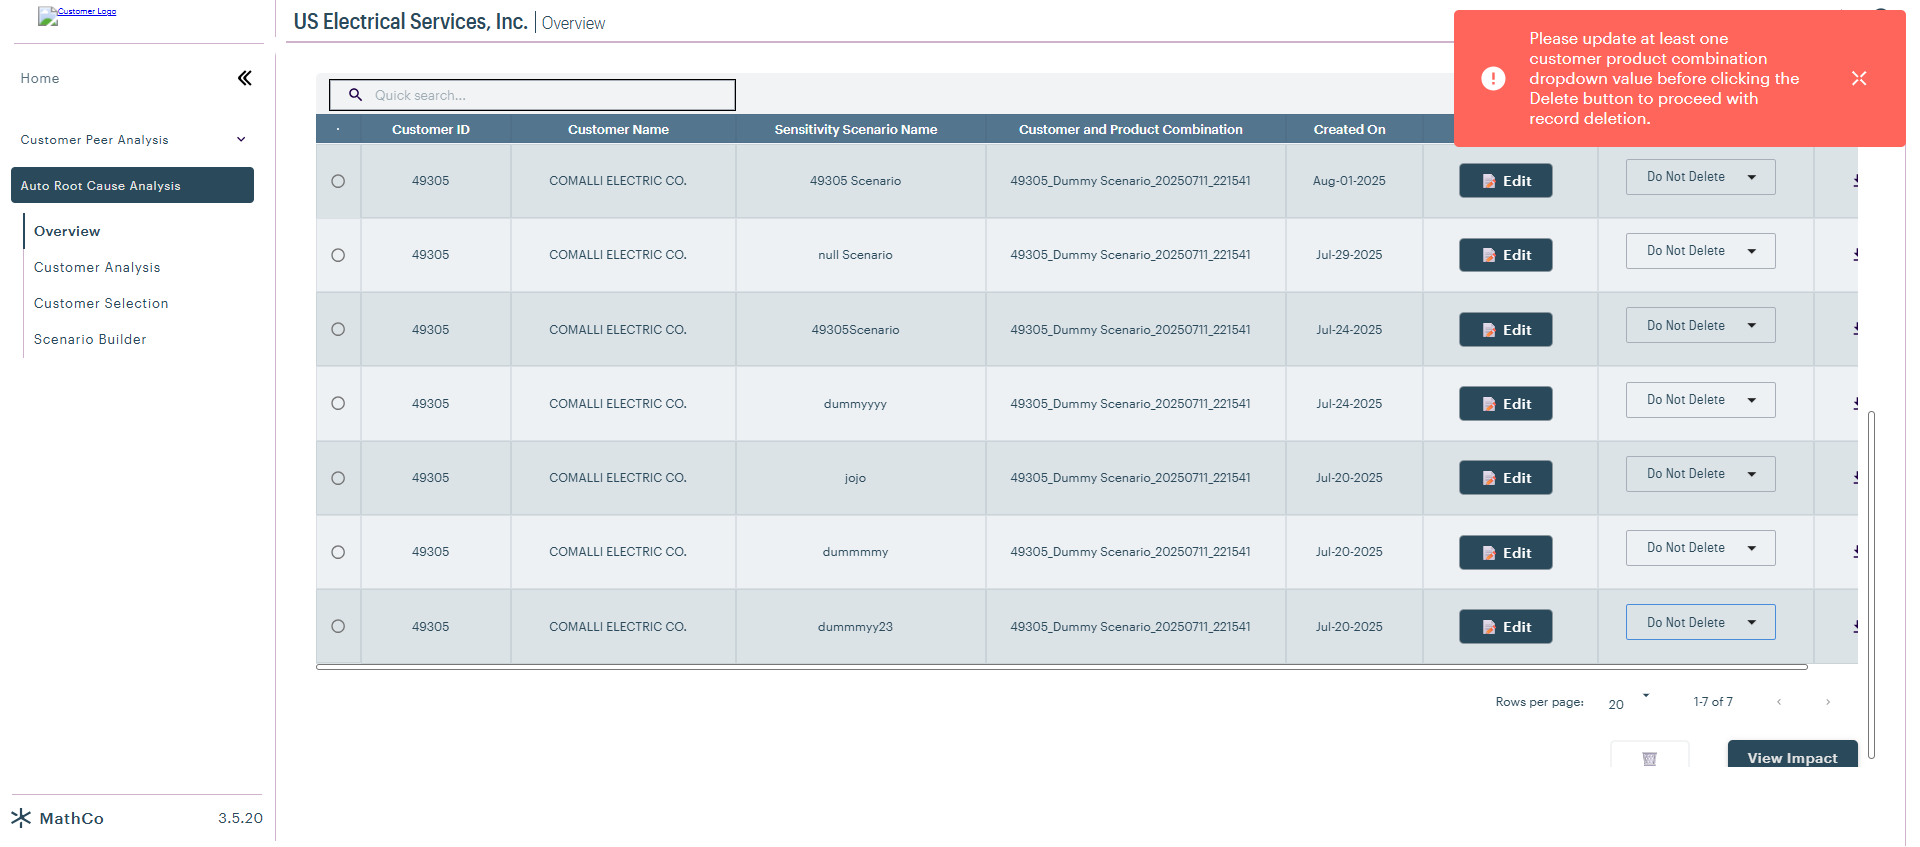 Customer Logo
US Electrical Services, Inc. Overview
Please update at least one
customer product combination
dropdown value before clicking the
Delete button to proceed with
record deletion.
Home
Customer Peer Analysis
Auto Root Cause Analysis
Overview
Customer Analysis
Customer Selection
Scenario Builder
Quick search...
Customer ID Customer Name Sensitivity Scenario Name Customer and Product Combination Created On
49305 COMALLI ELECTRIC CO. 49305 Scenario 49305_Dummy Scenario_20250711_221541 Aug-01-2025 Edit Do Not Delete
49305 COMALLI ELECTRIC CO. null Scenario 49305_Dummy Scenario_20250711_221541 Jul-29-2025 Edit Do Not Delete
49305 COMALLI ELECTRIC CO. 49305Scenario 49305_Dummy Scenario_20250711_221541 Jul-24-2025 Edit Do Not Delete
49305 COMALLI ELECTRIC CO. dummyyyy 49305_Dummy Scenario_20250711_221541 Jul-24-2025 Edit Do Not Delete
49305 COMALLI ELECTRIC CO. jojo 49305_Dummy Scenario_20250711_221541 Jul-20-2025 Edit Do Not Delete
49305 COMALLI ELECTRIC CO. dummmmy 49305_Dummy Scenario_20250711_221541 Jul-20-2025 Edit Do Not Delete
49305 COMALLI ELECTRIC CO. dummmyy23 49305_Dummy Scenario_20250711_221541 Jul-20-2025 Edit Do Not Delete
Rows per page: 20 1-7 of 7
View Impact
MathCo 3.5.20